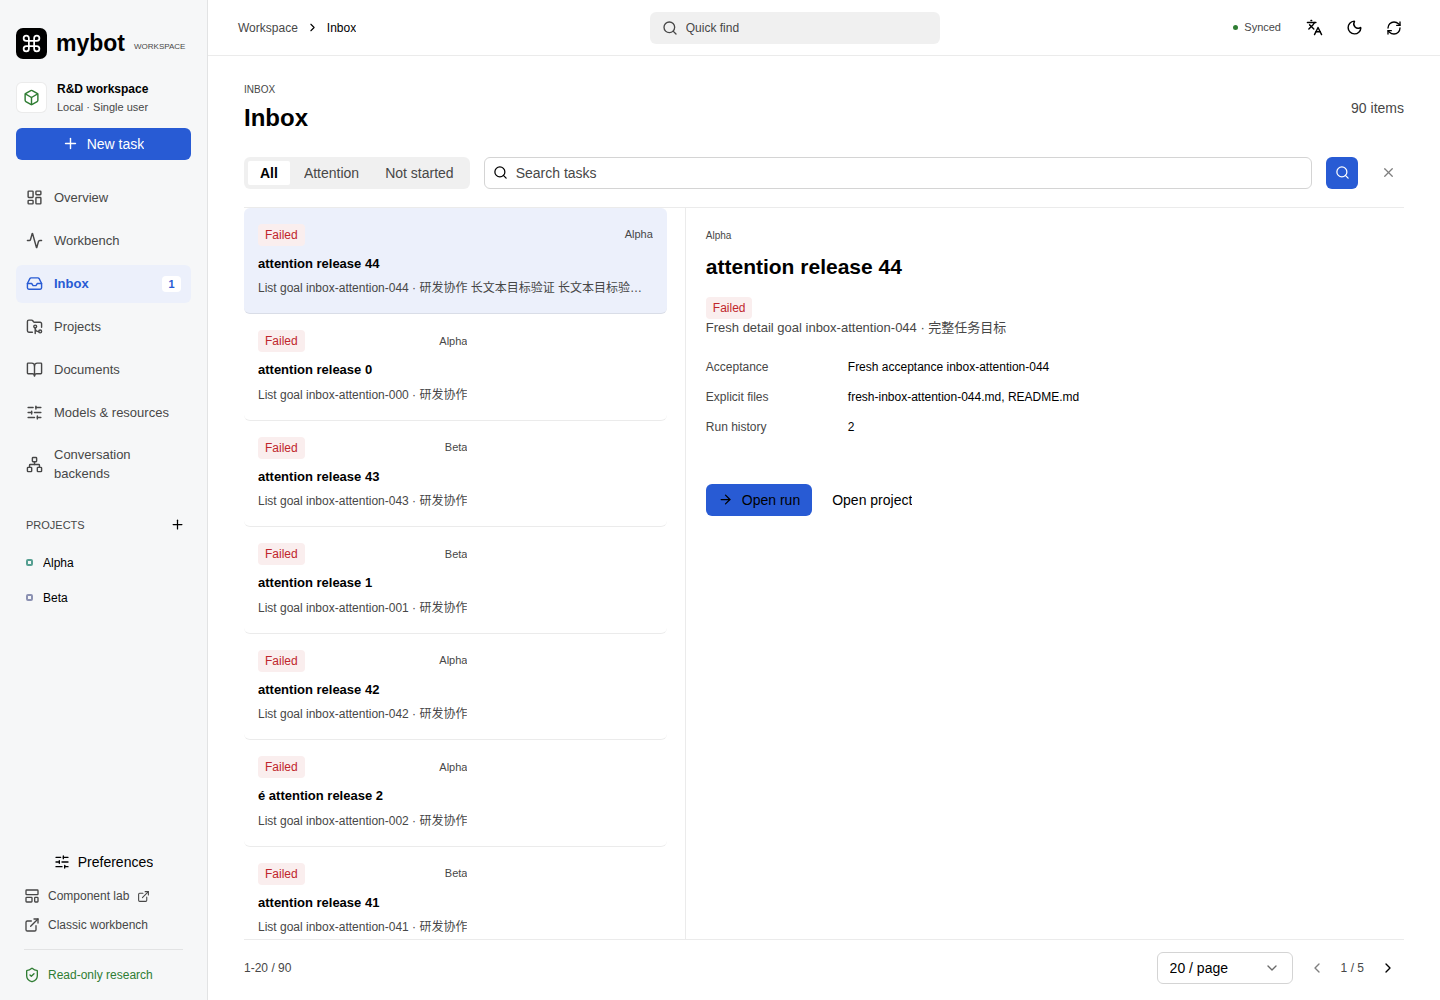 mybot WORKSPACE
R&D workspace
Local · Single user
New task
Overview
Workbench
Inbox 1
Projects
Documents
Models & resources
Conversation
backends
PROJECTS
Alpha
Beta
Preferences
Component lab
Classic workbench
Read-only research
Workspace Inbox
Quick find
Synced
INBOX
Inbox
90 items
All Attention Not started
Search tasks
Failed Alpha
attention release 44
List goal inbox-attention-044 · 研发协作 长文本目标验证 长文本目标验…
Failed Alpha
attention release 0
List goal inbox-attention-000 · 研发协作
Failed Beta
attention release 43
List goal inbox-attention-043 · 研发协作
Failed Beta
attention release 1
List goal inbox-attention-001 · 研发协作
Failed Alpha
attention release 42
List goal inbox-attention-042 · 研发协作
Failed Alpha
é attention release 2
List goal inbox-attention-002 · 研发协作
Failed Beta
attention release 41
List goal inbox-attention-041 · 研发协作
Alpha
attention release 44
Failed
Fresh detail goal inbox-attention-044 · 完整任务目标
Acceptance Fresh acceptance inbox-attention-044
Explicit files fresh-inbox-attention-044.md, README.md
Run history 2
Open run Open project
1-20 / 90
20 / page
1 / 5